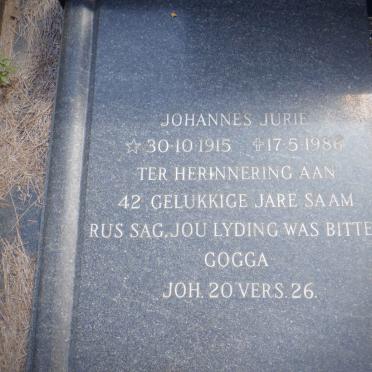 JOHANNES JURIE
☆30·10·1915 ✝17·5·1986
TER HERINNERING AAN
42 GELUKKIGE JARE SAAM
RUS SAG, JOU LYDING WAS BITTE
GOGGA
JOH. 20 VERS. 26.